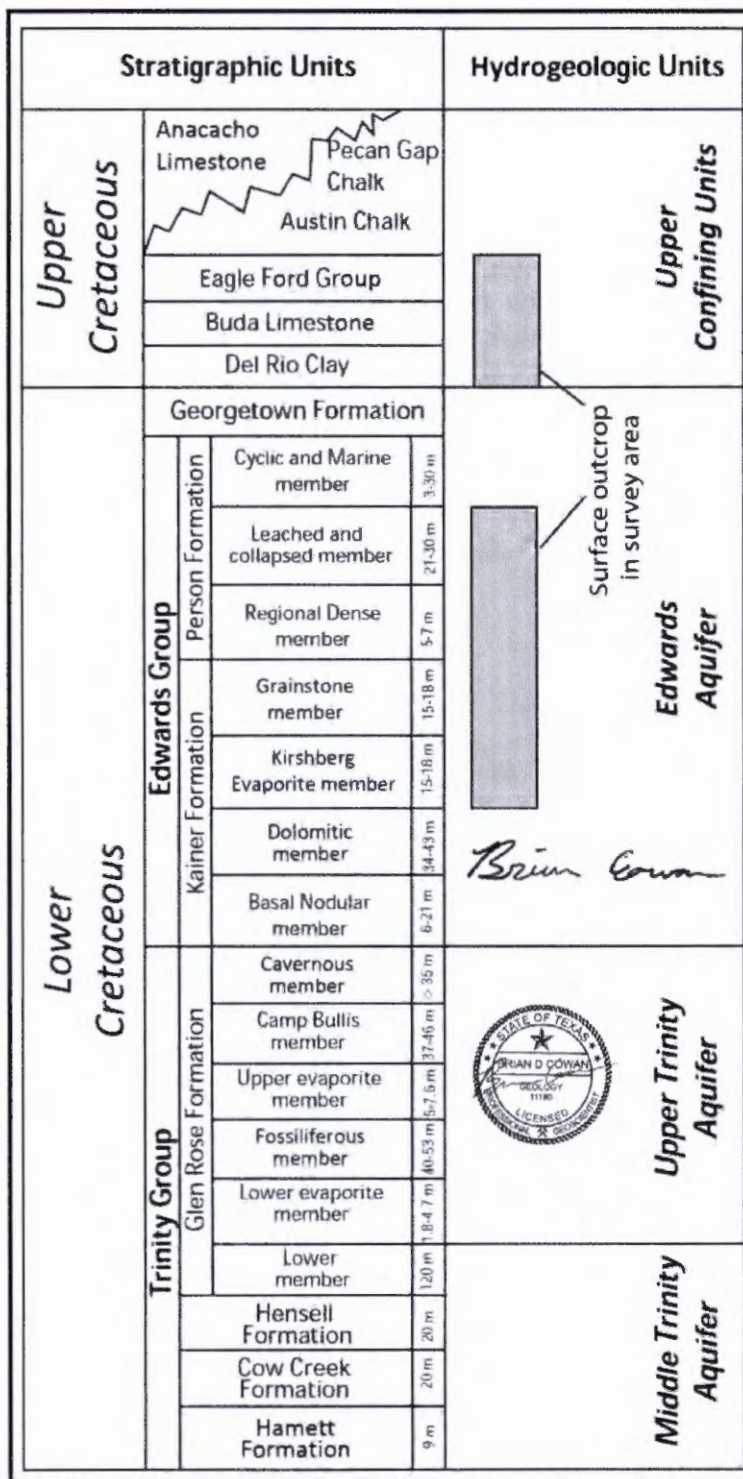 Stratigraphic Units
Hydrogeologic Units
Upper
Cretaceous
Anacacho
Limestone
Pecan Gap
Chalk
Austin Chalk
Eagle Ford Group
Buda Limestone
Del Rio Clay
Upper
Confining Units
Lower
Cretaceous
Georgetown Formation
Edwards Group
Person Formation
Cyclic and Marine
member
3-30 m
Leached and
collapsed member
21-30 m
Regional Dense
member
5-7 m
Kainer Formation
Grainstone
member
15-18 m
Kirshberg
Evaporite member
15-18 m
Dolomitic
member
34-43 m
Basal Nodular
member
6-21 m
Surface outcrop
in survey area
Edwards
Aquifer
Brian Cowan
Trinity Group
Glen Rose Formation
Cavernous
member
35 m
Camp Bullis
member
37-46 m
Upper evaporite
member
Fossiliferous
member
40-53 m
Lower evaporite
member
1.8-4.7 m
Lower
member
120 m
Hensell
Formation
20 m
Cow Creek
Formation
20 m
Hamett
Formation
9 m
STATE OF TEXAS
BRIAN D COWAN
GEOLOGY
11180
LICENSED
PROFESSIONAL GEOSCIENTIST
Upper Trinity
Aquifer
Middle Trinity
Aquifer